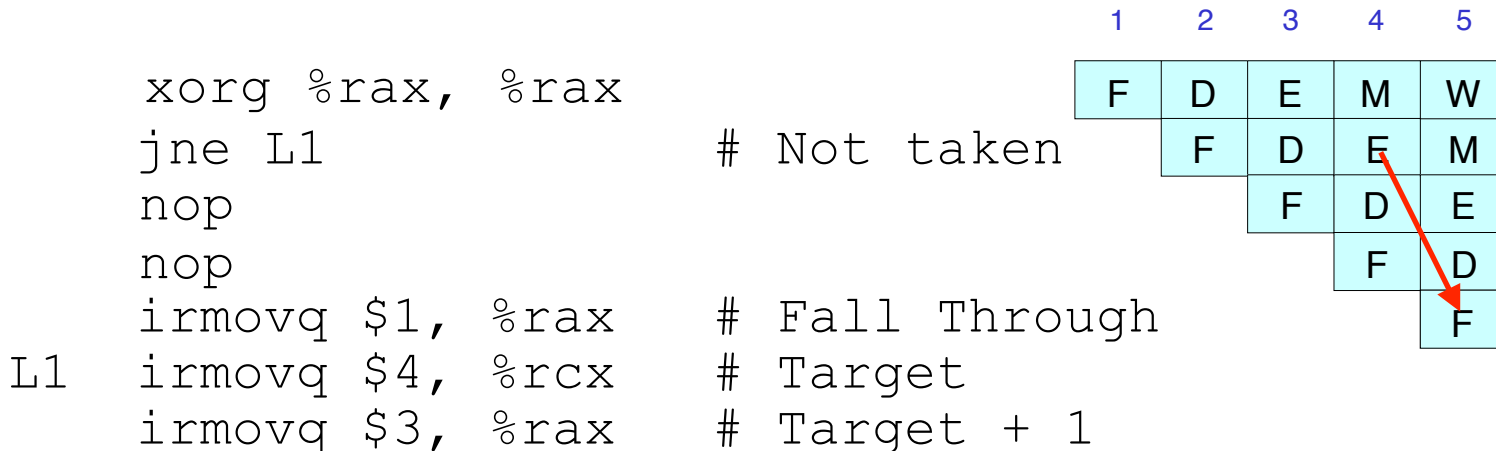 1 2 3 4 5
xorg %rax, %rax F D E M W
jne L1 # Not taken F D E M
nop F D E
nop F D
irmovq $1, %rax # Fall Through F
L1 irmovq $4, %rcx # Target
irmovq $3, %rax # Target + 1